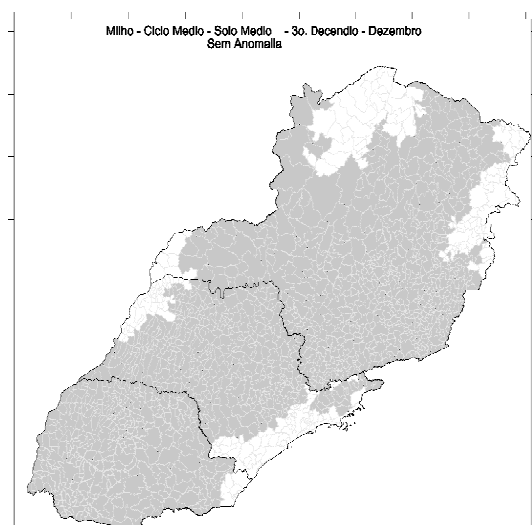 Milho - Ciclo Medio - Solo Medio - 3o. Decendio - Dezembro
Sem Anomalia